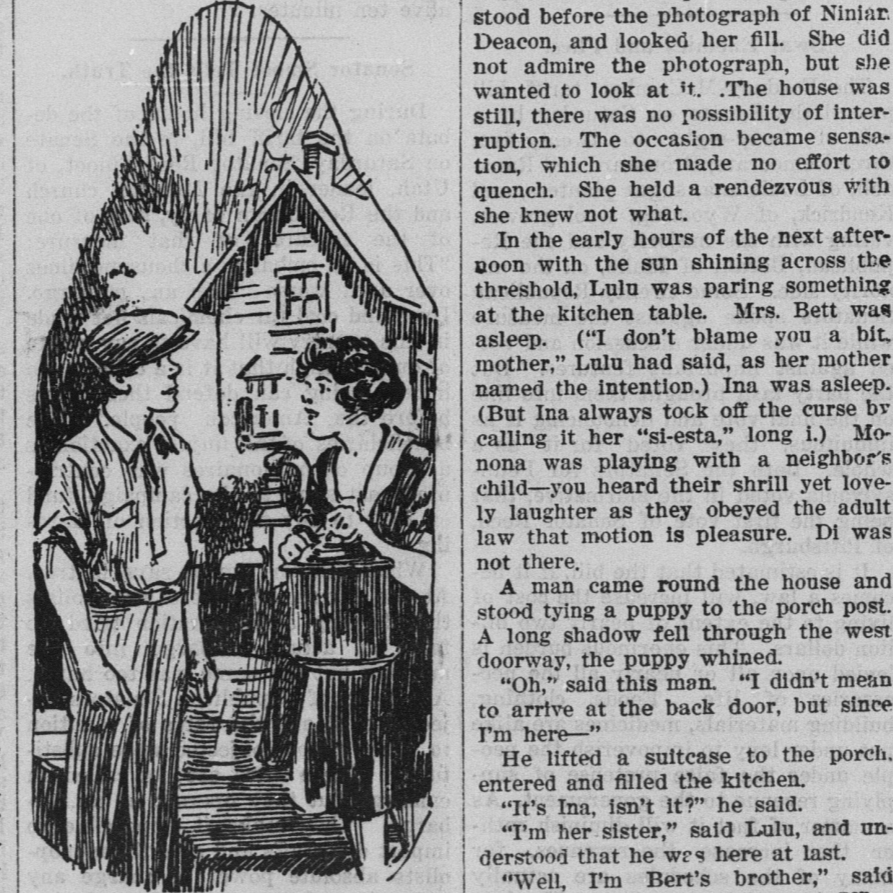 stood before the photograph of Ninian
Deacon, and looked her fill. She did
not admire the photograph, but she
wanted to look at it. .The house was
still, there was no possibility of inter-
ruption. The occasion became sensa-
tion, which she made no effort to
quench. She held a rendezvous with
she knew not what.
In the early hours of the next after-
noon with the sun shining across the
threshold, Lulu was paring something
at the kitchen table. Mrs. Bett was
asleep. ("I don't blame you a bit,
mother," Lulu had said, as her mother
named the intention.) Ina was asleep.
(But Ina always took off the curse by
calling it her "si-esta," long i.) Mo-
nona was playing with a neighbor's
child—you heard their shrill yet love-
ly laughter as they obeyed the adult
law that motion is pleasure. Di was
not there.
A man came round the house and
stood tying a puppy to the porch post.
A long shadow fell through the west
doorway, the puppy whined.
"Oh," said this man. "I didn't mean
to arrive at the back door, but since
I'm here—"
He lifted a suitcase to the porch,
entered and filled the kitchen.
"It's Ina, isn't it?" he said.
"I'm her sister," said Lulu, and un-
derstood that he was here at last.
"Well, I'm Bert's brother," said